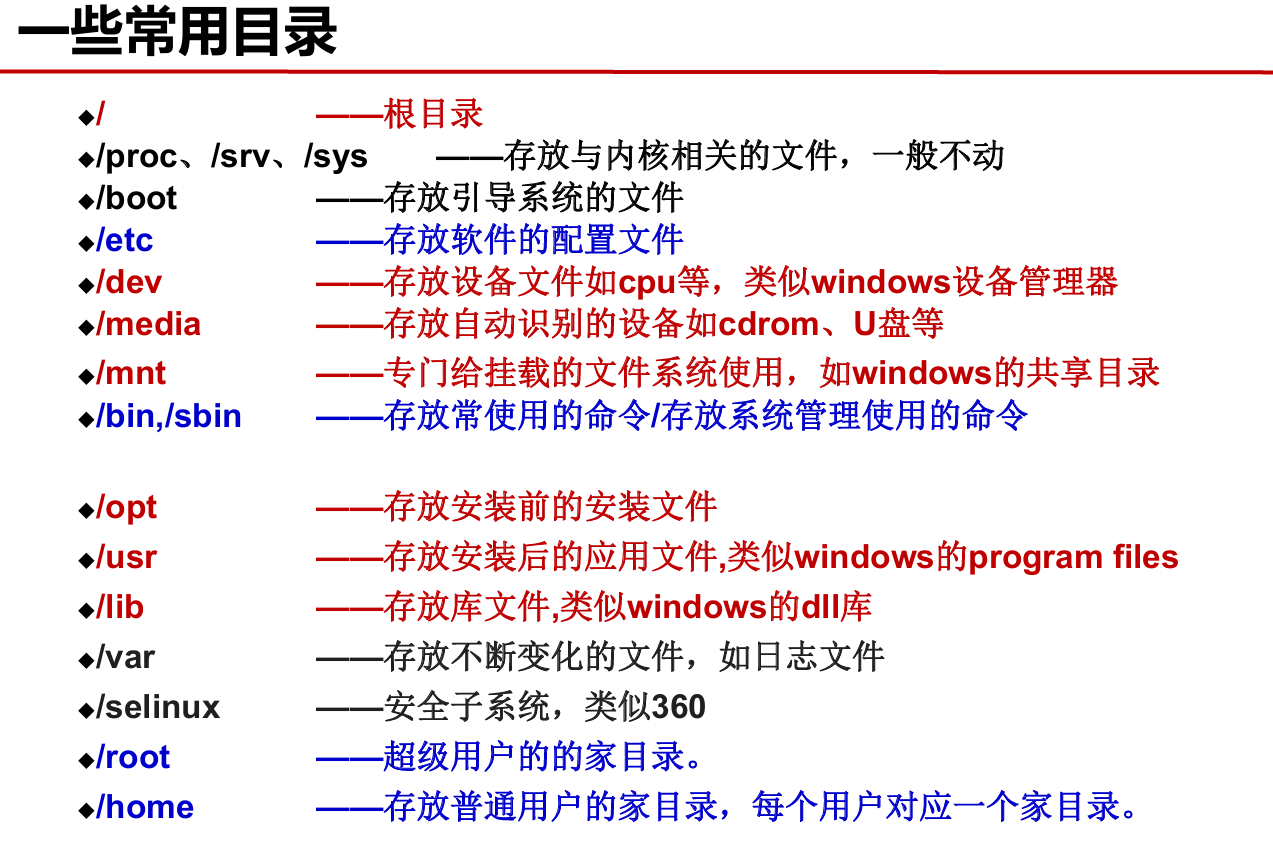 一些常用目录
◆/ ——根目录
◆/proc、/srv、/sys ——存放与内核相关的文件，一般不动
◆/boot ——存放引导系统的文件
◆/etc ——存放软件的配置文件
◆/dev ——存放设备文件如cpu等，类似windows设备管理器
◆/media ——存放自动识别的设备如cdrom、U盘等
◆/mnt ——专门给挂载的文件系统使用，如windows的共享目录
◆/bin,/sbin ——存放常使用的命令/存放系统管理使用的命令
◆/opt ——存放安装前的安装文件
◆/usr ——存放安装后的应用文件,类似windows的program files
◆/lib ——存放库文件,类似windows的dll库
◆/var ——存放不断变化的文件，如日志文件
◆/selinux ——安全子系统，类似360
◆/root ——超级用户的的家目录。
◆/home ——存放普通用户的家目录，每个用户对应一个家目录。